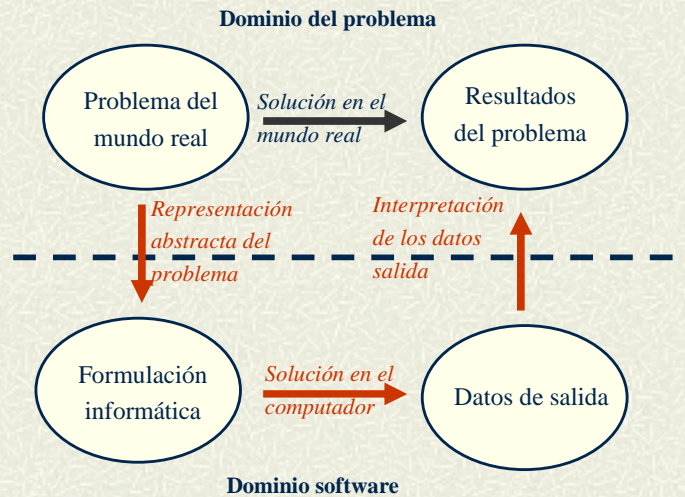 Dominio del problema
Problema del
mundo real
Solución en el
mundo real
Resultados
del problema
Representación
abstracta del
problema
Interpretación
de los datos
salida
Formulación
informática
Solución en el
computador
Datos de salida
Dominio software